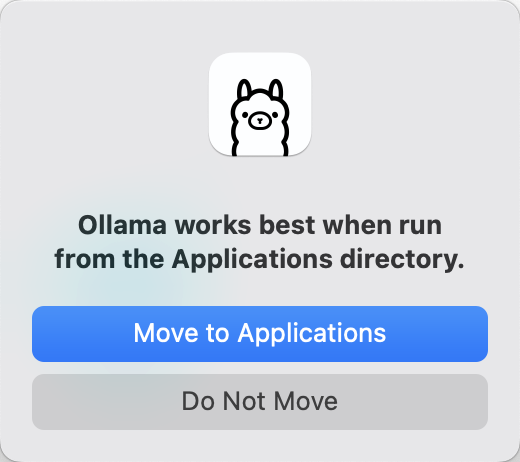 Ollama works best when run
from the Applications directory.
Move to Applications
Do Not Move